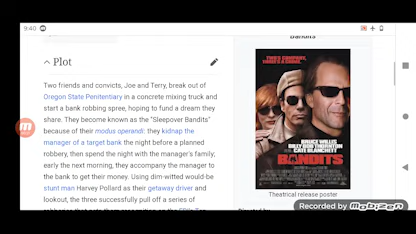 9:40
Bandits
Plot
Two friends and convicts, Joe and Terry, break out of
Oregon State Penitentiary in a concrete mixing truck and
start a bank robbing spree, hoping to fund a dream they
share. They become known as the "Sleepover Bandits"
because of their modus operandi: they kidnap the
manager of a target bank the night before a planned
robbery, then spend the night with the manager's family;
early the next morning, they accompany the manager to
the bank to get their money. Using dim-witted would-be
stunt man Harvey Pollard as their getaway driver and
lookout, the three successfully pull off a series of
TWO'S COMPANY,
BRUCE WILLIS
BILLY BOB THORNTON
CATE BLANCHETT
BANDITS
Theatrical release poster
Recorded by mobizen